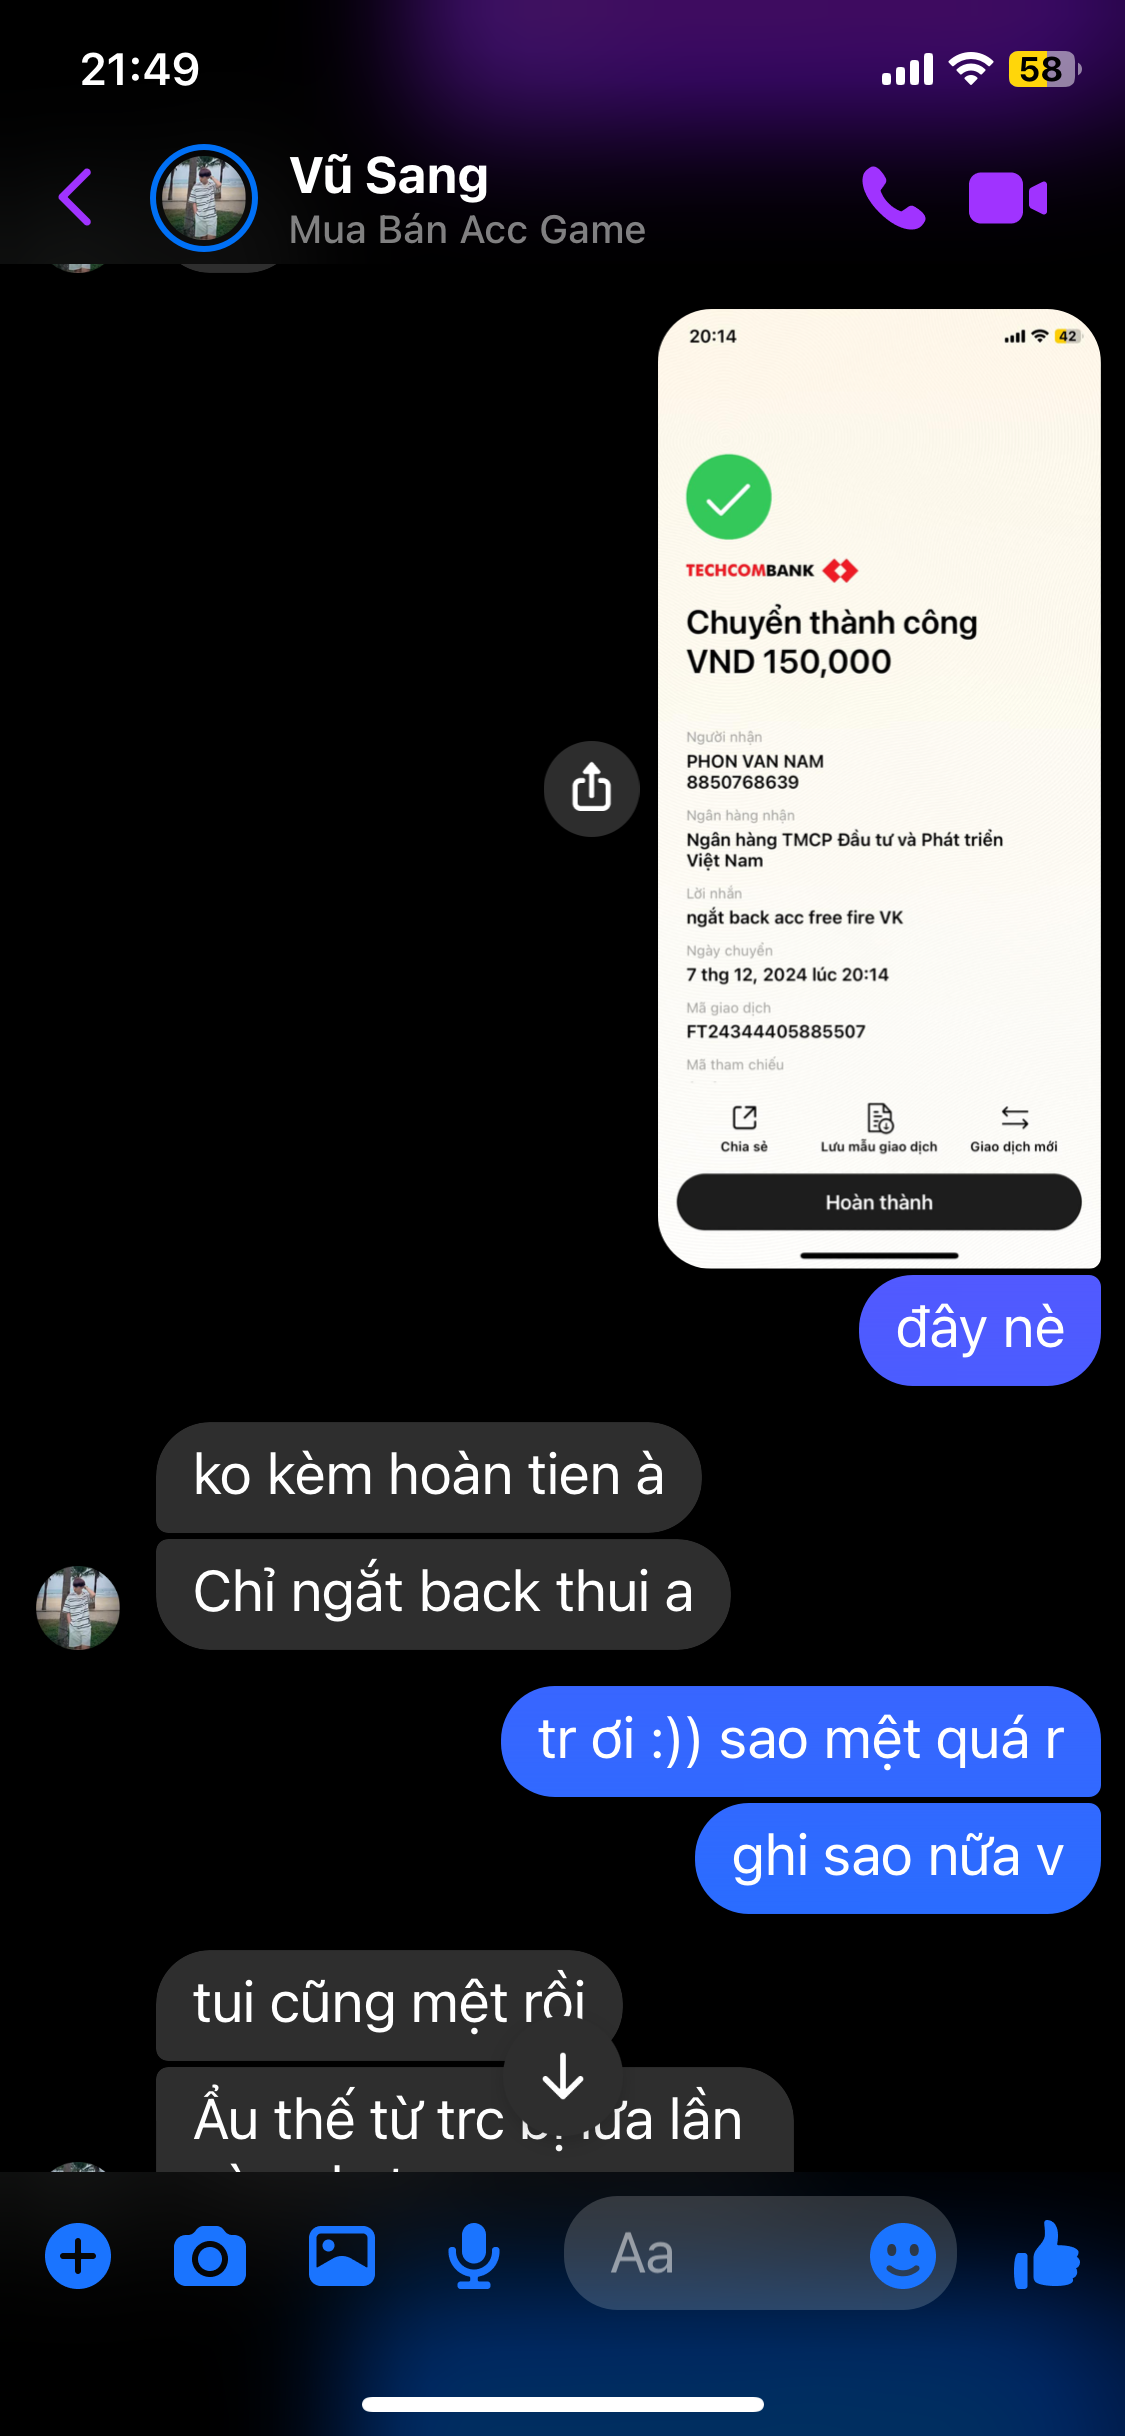 21:49
58
Vũ Sang
Mua Bán Acc Game
20:14
42
TECHCOMBANK
Chuyển thành công
VND 150,000
Người nhận
PHON VAN NAM
8850768639
Ngân hàng nhận
Ngân hàng TMCP Đầu tư và Phát triển
Việt Nam
Lời nhắn
ngắt back acc free fire VK
Ngày chuyển
7 thg 12, 2024 lúc 20:14
Mã giao dịch
FT24344405885507
Mã tham chiếu
Chia sẻ
Lưu mẫu giao dịch
Giao dịch mới
Hoàn thành
đây nè
ko kèm hoàn tien à
Chỉ ngắt back thui a
tr ơi :)) sao mệt quá r
ghi sao nữa v
tui cũng mệt rồi
Ẩu thế từ trc lần
Aa